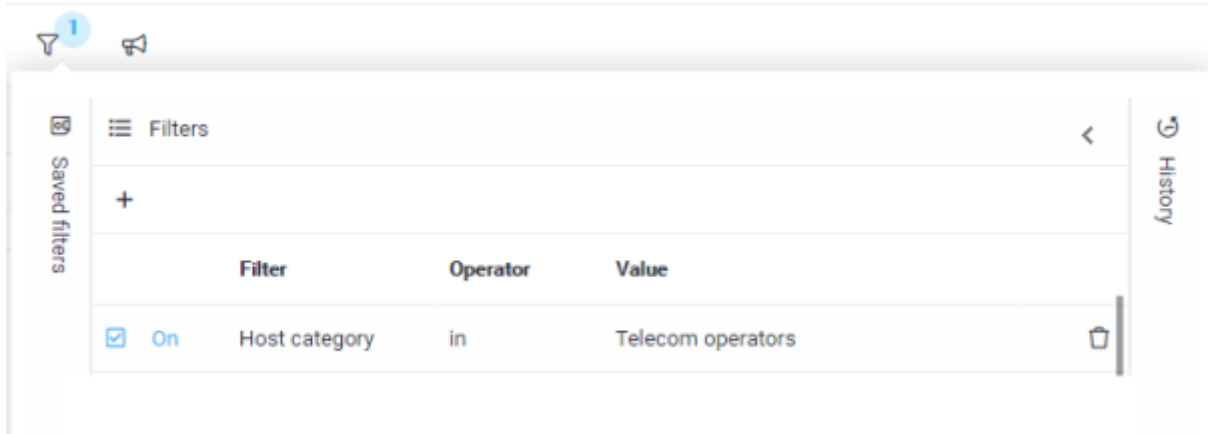 1
Filters
Saved filters
History
+
Filter Operator Value
On Host category in Telecom operators